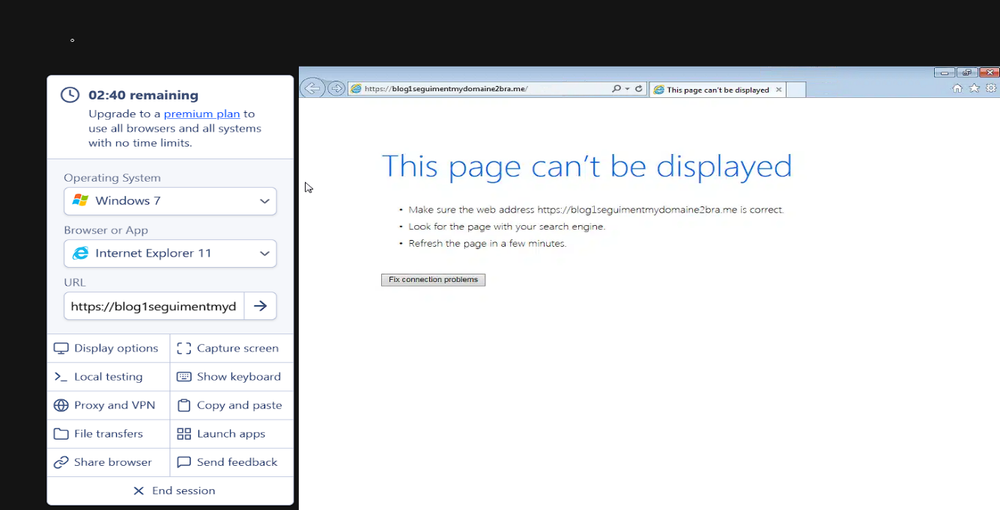 02:40 remaining
Upgrade to a premium plan to
use all browsers and all systems
with no time limits.
Operating System
Windows 7
Browser or App
Internet Explorer 11
URL
https://blog1seguimentmyd
Display options
Capture screen
Local testing
Show keyboard
Proxy and VPN
Copy and paste
File transfers
Launch apps
Share browser
Send feedback
End session
https://blog1seguimentmydomaine2bra.me/
This page can't be displayed
This page can't be displayed
• Make sure the web address https://blog1seguimentmydomaine2bra.me is correct.
• Look for the page with your search engine.
• Refresh the page in a few minutes.
Fix connection problems